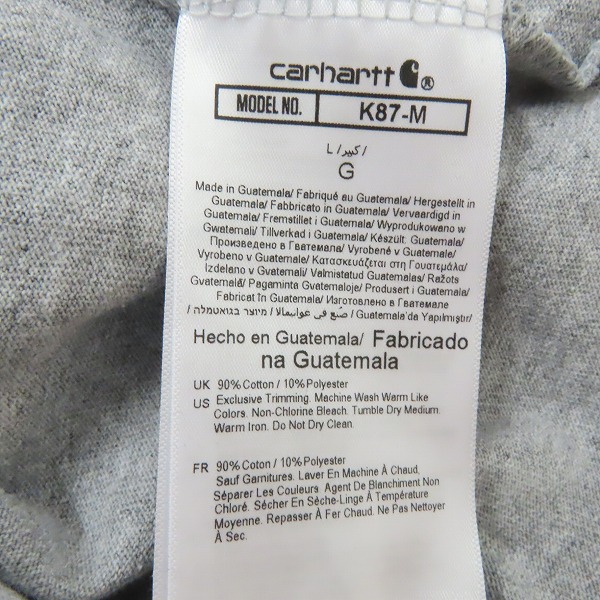 carhartt ®
MODEL NO. K87-M
L / كبير /
G
Made in Guatemala/ Fabriqué au Guatemala/ Hergestellt in
Guatemala/ Fabbricato in Guatemala/ Vervaardigd in
Guatemala/ Fremstillet i Guatemala/ Wyprodukowano w
Gwatemali/ Tillverkad i Guatemala/ Készült. Guatemala/
Произведено в Гватемала/ Vyrobené v Guatemale/
Vyrobeno v Guatemale/ Κατασκευάζεται στη Γουατεμάλα/
Izdelano v Gvatemali/ Valmistatud Guatemalas/ Ražots
Gvatemalā/ Pagaminta Gvatemaloje/ Produsert i Guatemala/
Fabricat în Guatemala/ Изготовлено в Гватемале
/ صنع في غواتيمالا / מיוצר בגואטמלה / Guatemala'da Yapılmıştır/
Hecho en Guatemala/ Fabricado
na Guatemala
UK 90% Cotton / 10% Polyester
US Exclusive Trimming. Machine Wash Warm Like
Colors. Non-Chlorine Bleach. Tumble Dry Medium.
Warm Iron. Do Not Dry Clean.
FR 90% Coton / 10% Polyester
Sauf Garnitures. Laver En Machine À Chaud,
Séparer Les Couleurs. Agent De Blanchiment Non
Chloré. Sécher En Sèche-Linge À Température
Moyenne. Repasser À Fer Chaud. Ne Pas Nettoyer
À Sec.